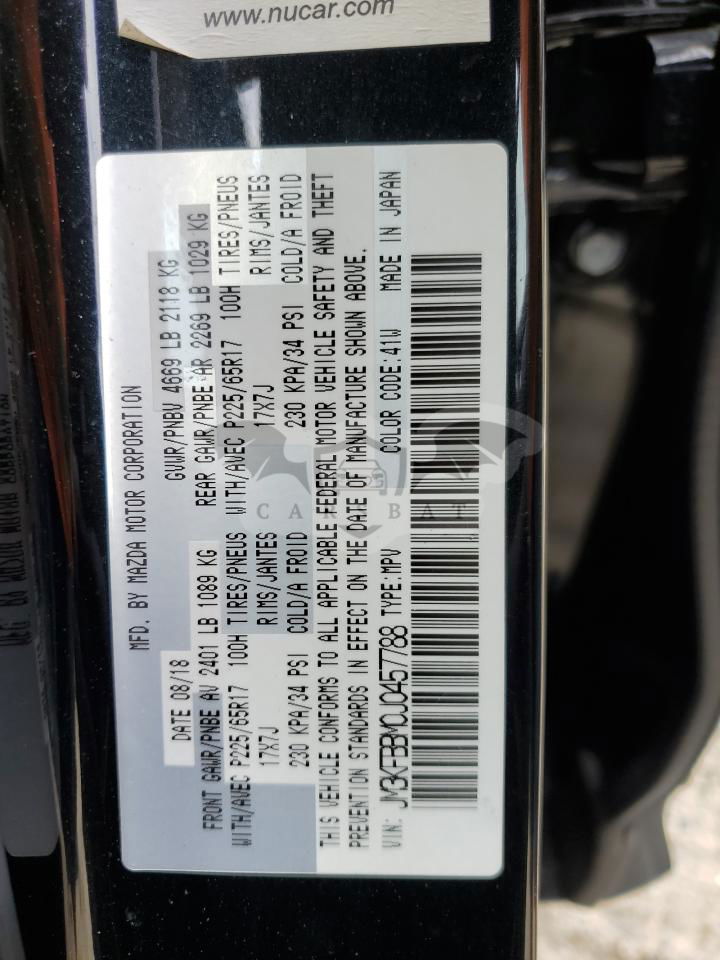 www.nucar.com
MFD. BY MAZDA MOTOR CORPORATION
DATE 08/18 GVWR/PNBV 4669 LB 2118 KG
FRONT GAWR/PNBE AV 2401 LB 1089 KG REAR GAWR/PNBE AR 2269 LB 1029 KG
WITH/AVEC P225/65R17 100H TIRES/PNEUS WITH/AVEC P225/65R17 100H TIRES/PNEUS
17X7J RIMS/JANTES 17X7J RIMS/JANTES
230 KPA/34 PSI COLD/A FROID 230 KPA/34 PSI COLD/A FROID
THIS VEHICLE CONFORMS TO ALL APPLICABLE FEDERAL MOTOR VEHICLE SAFETY AND THEFT
PREVENTION STANDARDS IN EFFECT ON THE DATE OF MANUFACTURE SHOWN ABOVE.
VIN: JM3KFBBM0J0457788 TYPE:MPV COLOR CODE:41W MADE IN JAPAN
CARSBAT